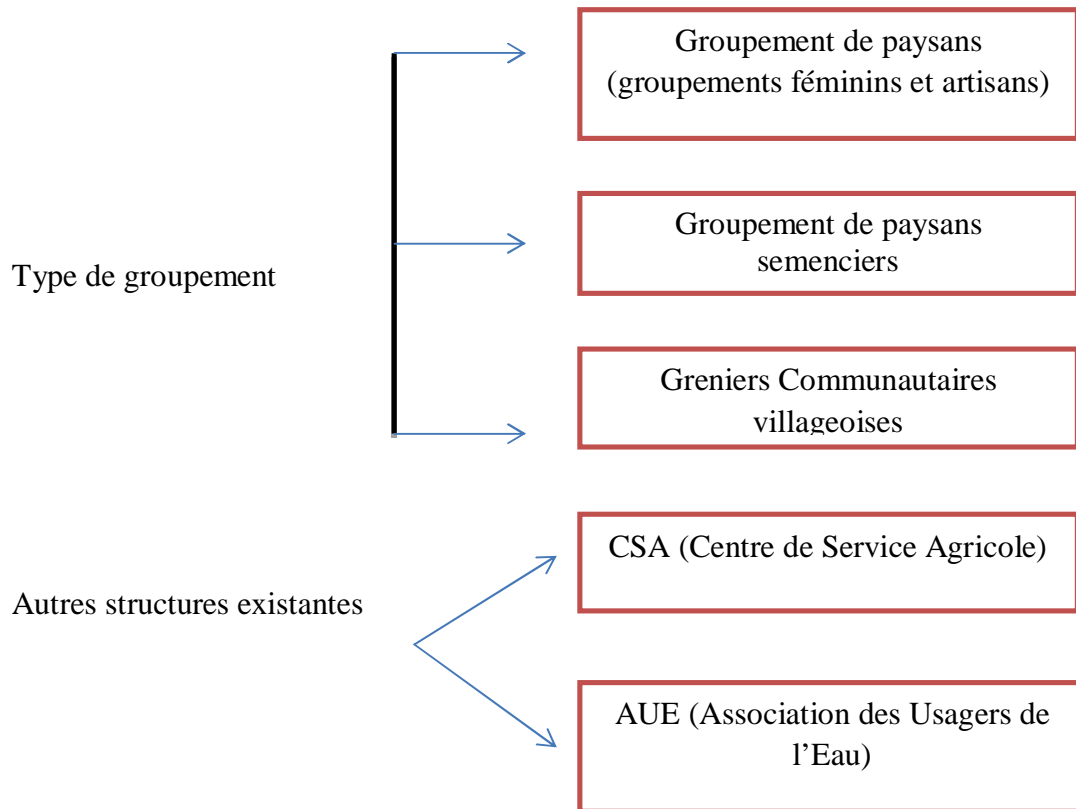 Type de groupement
Groupement de paysans
(groupements féminins et artisans)
Groupement de paysans
semenciers
Greniers Communautaires
villageoises
Autres structures existantes
CSA (Centre de Service Agricole)
AUE (Association des Usagers de
l’Eau)